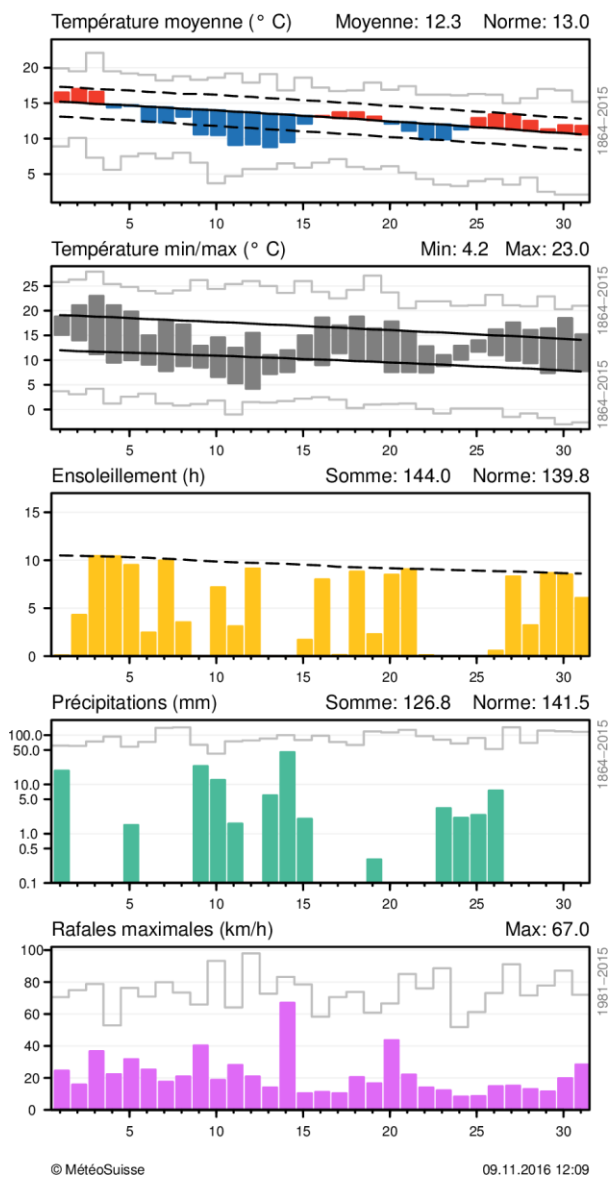 Température moyenne (° C) Moyenne: 12.3 Norme: 13.0
20
15
10
5
5 10 15 20 25 30
1864–2015
Température min/max (° C) Min: 4.2 Max: 23.0
25
20
15
10
5
0
5 10 15 20 25 30
1864–2015
1864–2015
Ensoleillement (h) Somme: 144.0 Norme: 139.8
15
10
5
0
5 10 15 20 25 30
Précipitations (mm) Somme: 126.8 Norme: 141.5
100.0
50.0
10.0
5.0
1.0
0.5
0.1
5 10 15 20 25 30
1864–2015
Rafales maximales (km/h) Max: 67.0
100
80
60
40
20
0
5 10 15 20 25 30
1981–2015
© MétéoSuisse 09.11.2016 12:09